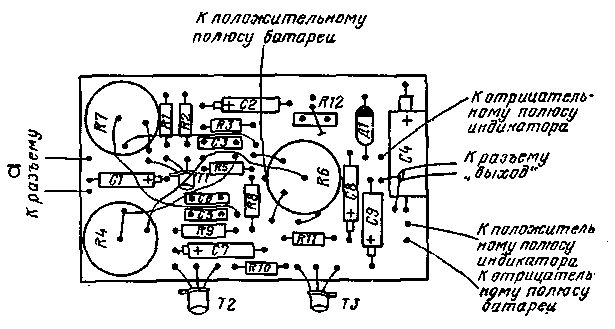 К положительному
полюсу батареи
К отрицатель-
ному полюсу
индикатора
К разъему
„выход"
К положитель
ному полюсу
индикатора
К отрицатель-
ному полюсу
батареи
а
К разъему
R7
R1
R2
C2
R3
C3
R12
Д1
C4
C1
T1
R5
R6
C8
C9
R4
R8
C5
R9
C7
R11
R10
T2
T3